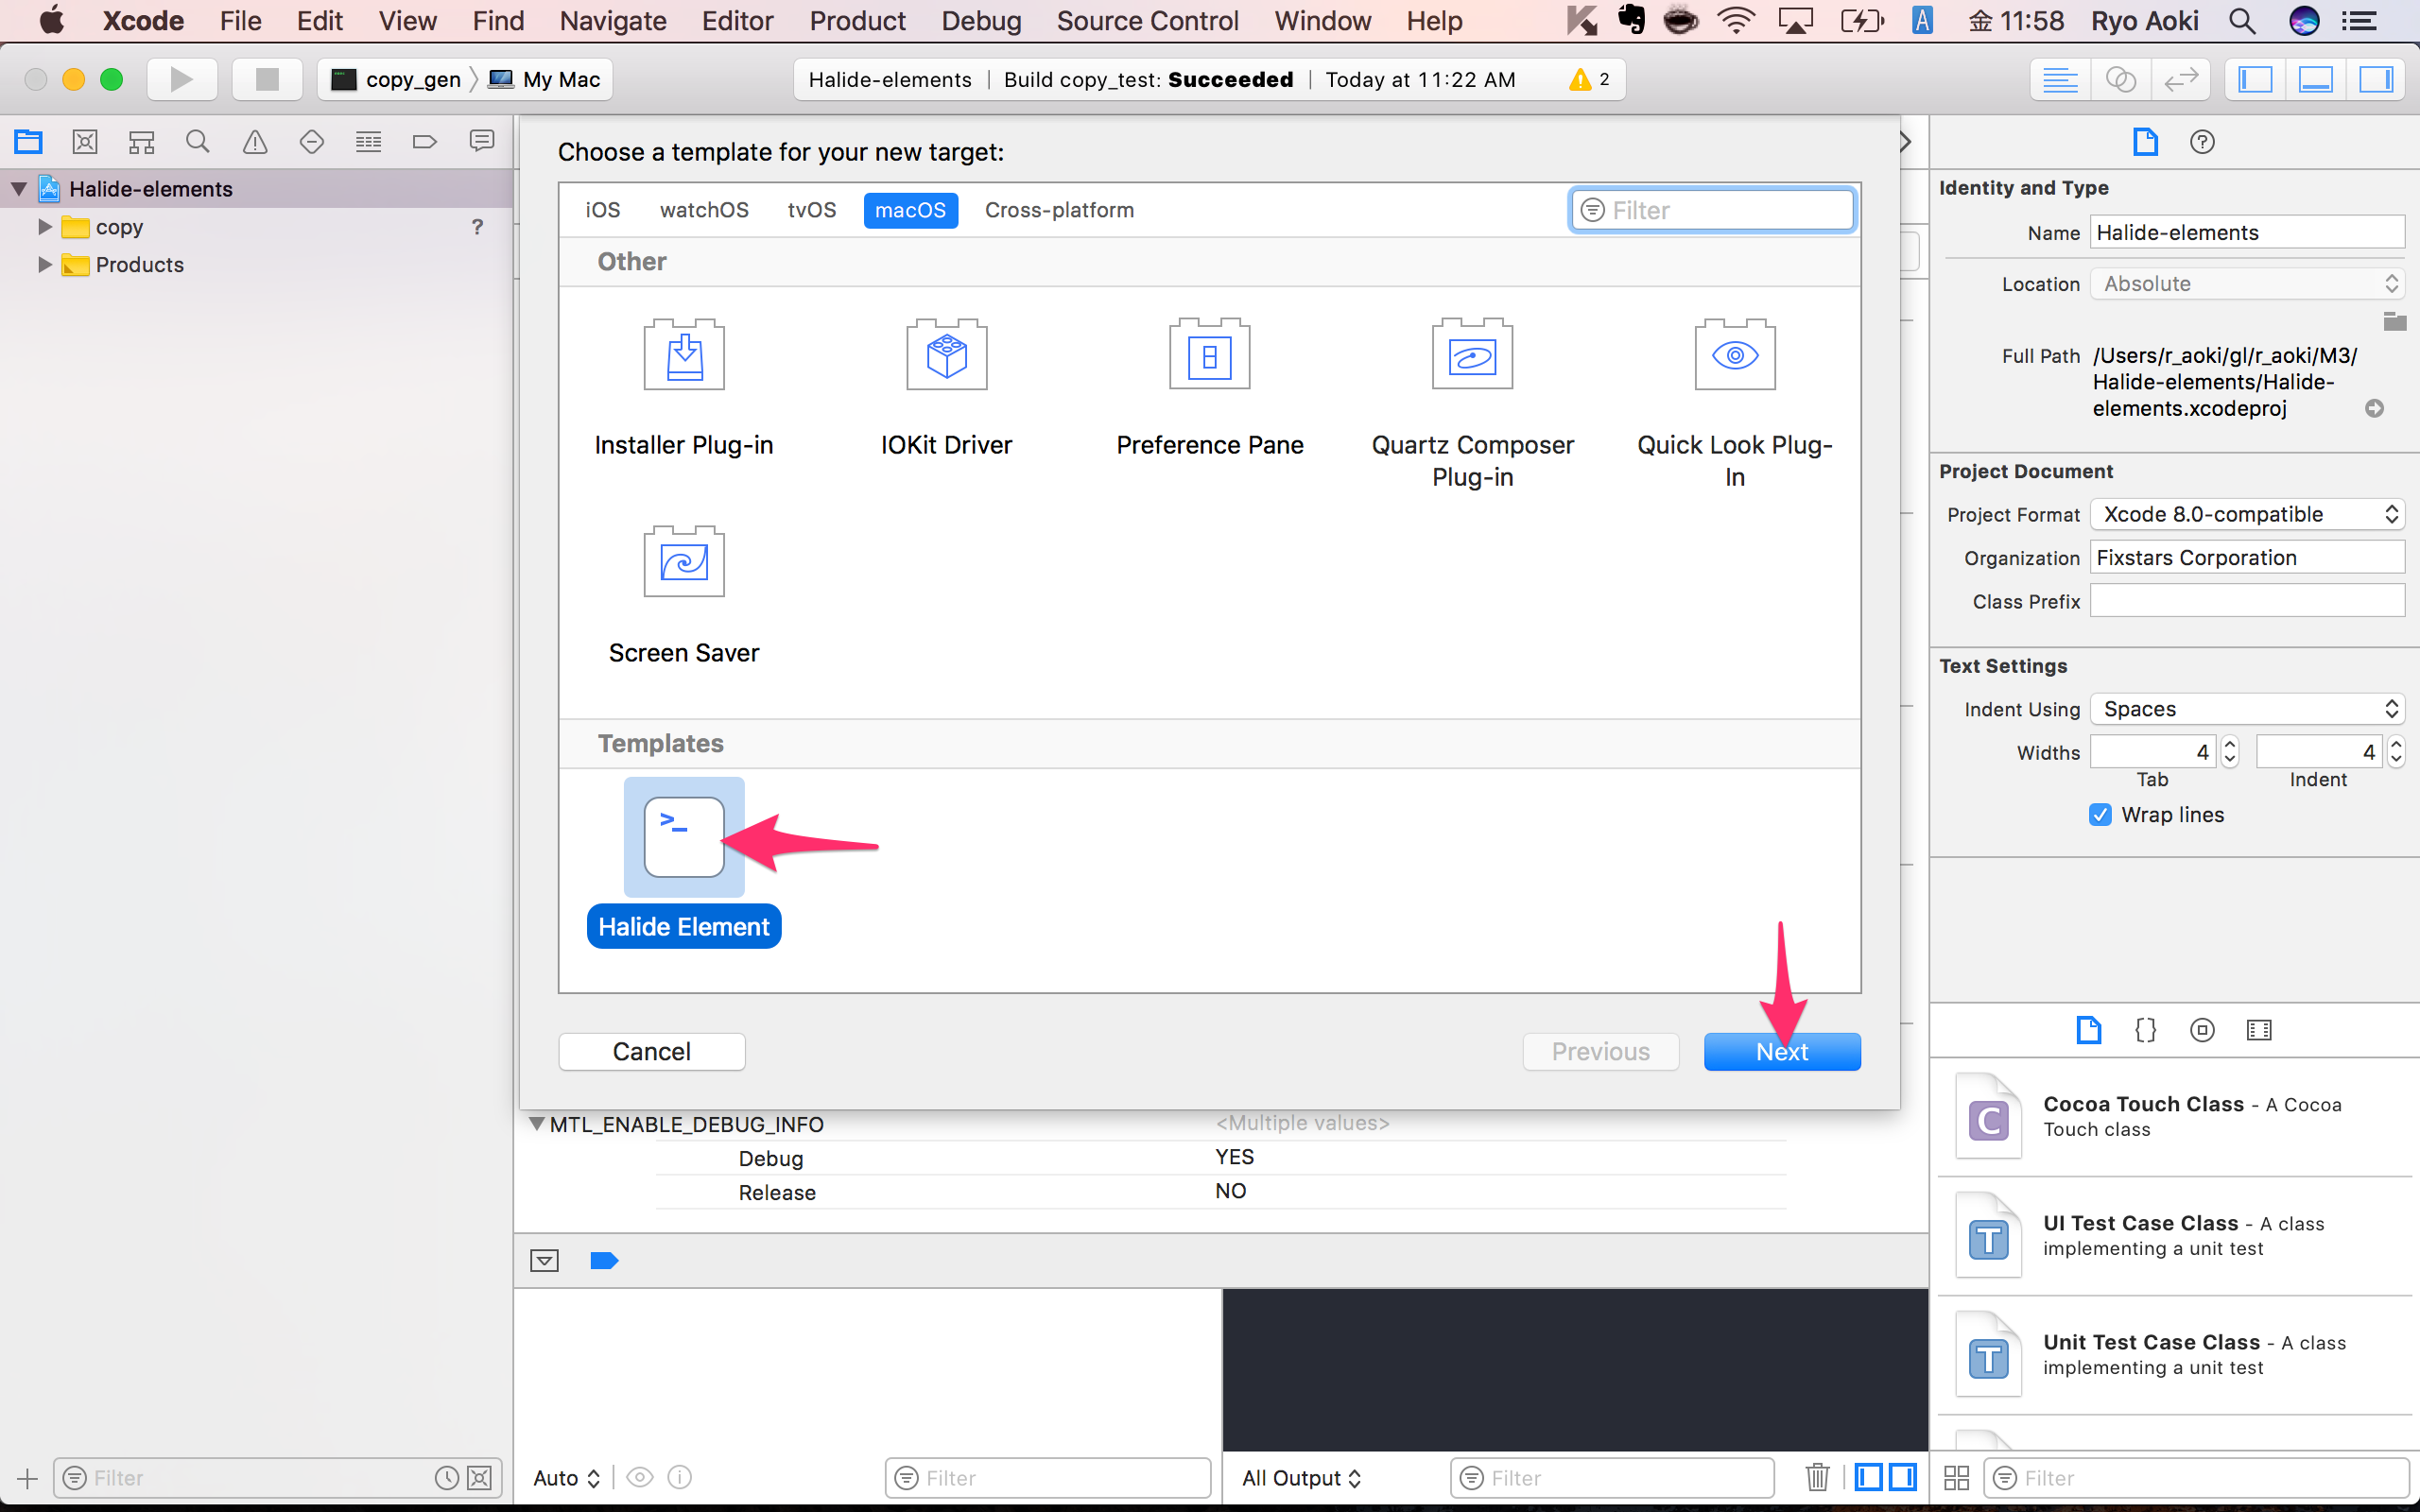 Xcode File Edit View Find Navigate Editor Product Debug Source Control Window Help A 金 11:58 Ryo Aoki
copy_gen My Mac
Halide-elements | Build copy_test: Succeeded | Today at 11:22 AM 2
Halide-elements
copy ?
Products
Choose a template for your new target:
iOS watchOS tvOS macOS Cross-platform Filter
Other
Installer Plug-in
IOKit Driver
Preference Pane
Quartz Composer
Plug-in
Quick Look Plug-
In
Screen Saver
Templates
>_
Halide Element
Cancel Previous Next
MTL_ENABLE_DEBUG_INFO <Multiple values>
Debug YES
Release NO
Filter
Auto Filter
All Output Filter
Identity and Type
Name Halide-elements
Location Absolute
Full Path /Users/r_aoki/gl/r_aoki/M3/
Halide-elements/Halide-
elements.xcodeproj
Project Document
Project Format Xcode 8.0-compatible
Organization Fixstars Corporation
Class Prefix
Text Settings
Indent Using Spaces
Widths 4 4
Tab Indent
Wrap lines
{}
C
Cocoa Touch Class - A Cocoa
Touch class
T
UI Test Case Class - A class
implementing a unit test
T
Unit Test Case Class - A class
implementing a unit test
Filter